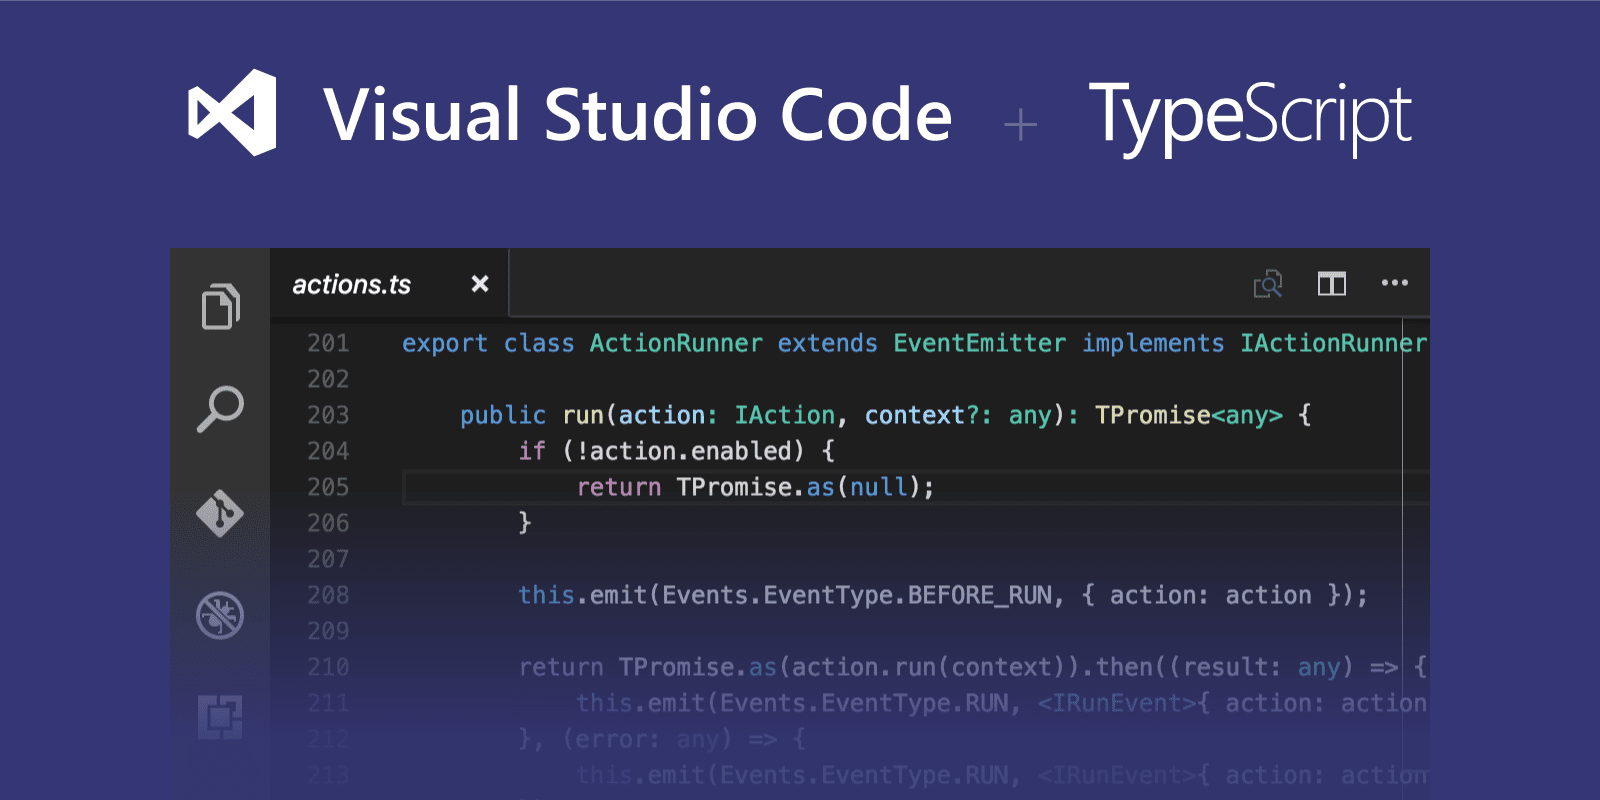 Visual Studio Code + TypeScript
actions.ts
201 export class ActionRunner extends EventEmitter implements IActionRunner
202
203 public run(action: IAction, context?: any): TPromise<any> {
204 if (!action.enabled) {
205 return TPromise.as(null);
206 }
207
208 this.emit(Events.EventType.BEFORE_RUN, { action: action });
209
210 return TPromise.as(action.run(context)).then((result: any) => {
211 this.emit(Events.EventType.RUN, <IRunEvent>{ action: action
212 }, (error: any) => {
213 this.emit(Events.EventType.RUN, <IRunEvent>{ action: action